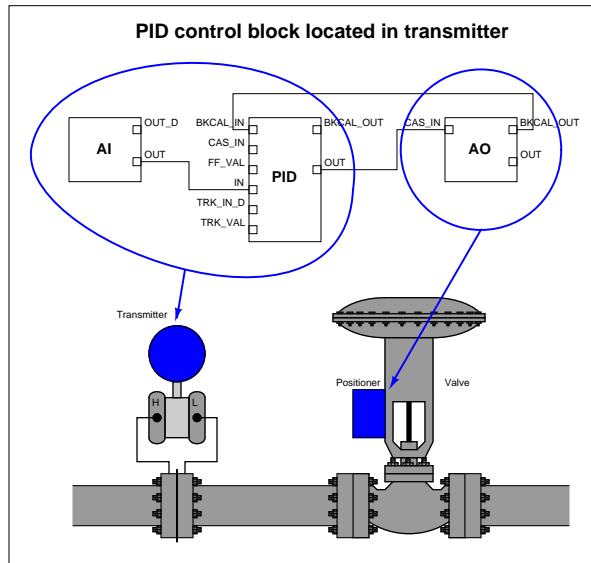 PID control block located in transmitter
OUT_D
BKCAL_IN
BKCAL_OUT
CAS_IN
BKCAL_OUT
AI
CAS_IN
AO
OUT
FF_VAL
PID
OUT
OUT
IN
TRK_IN_D
TRK_VAL
Transmitter
Positioner
Valve
H
L